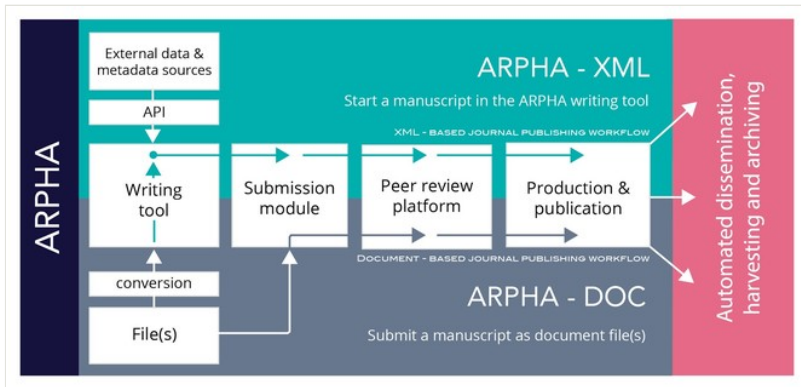 ARPHA
External data &
metadata sources
API
Writing
tool
conversion
File(s)
ARPHA - XML
Start a manuscript in the ARPHA writing tool
XML - BASED JOURNAL PUBLISHING WORKFLOW
Submission
module
Peer review
platform
Production &
publication
DOCUMENT - BASED JOURNAL PUBLISHING WORKFLOW
ARPHA - DOC
Submit a manuscript as document file(s)
Automated dissemination,
harvesting and archiving